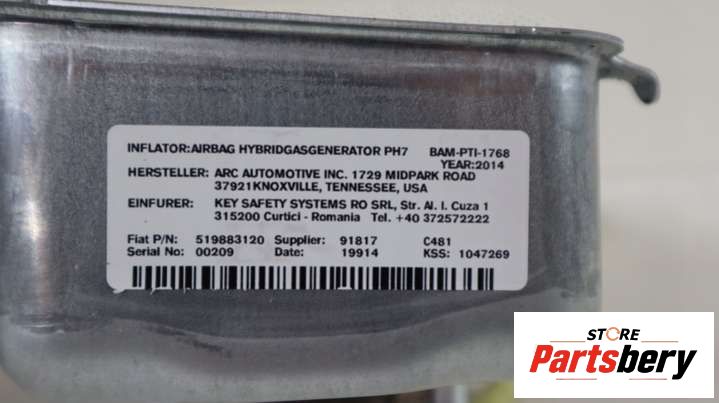 INFLATOR:AIRBAG HYBRIDGASGENERATOR PH7 BAM-PTI-1768
YEAR:2014
HERSTELLER: ARC AUTOMOTIVE INC. 1729 MIDPARK ROAD
37921KNOXVILLE, TENNESSEE, USA
EINFURER: KEY SAFETY SYSTEMS RO SRL, Str. Al. I. Cuza 1
315200 Curtici - Romania Tel. +40 372572222
Fiat P/N: 519883120 Supplier: 91817 C481
Serial No: 00209 Date: 19914 KSS: 1047269
STORE
Partsbery